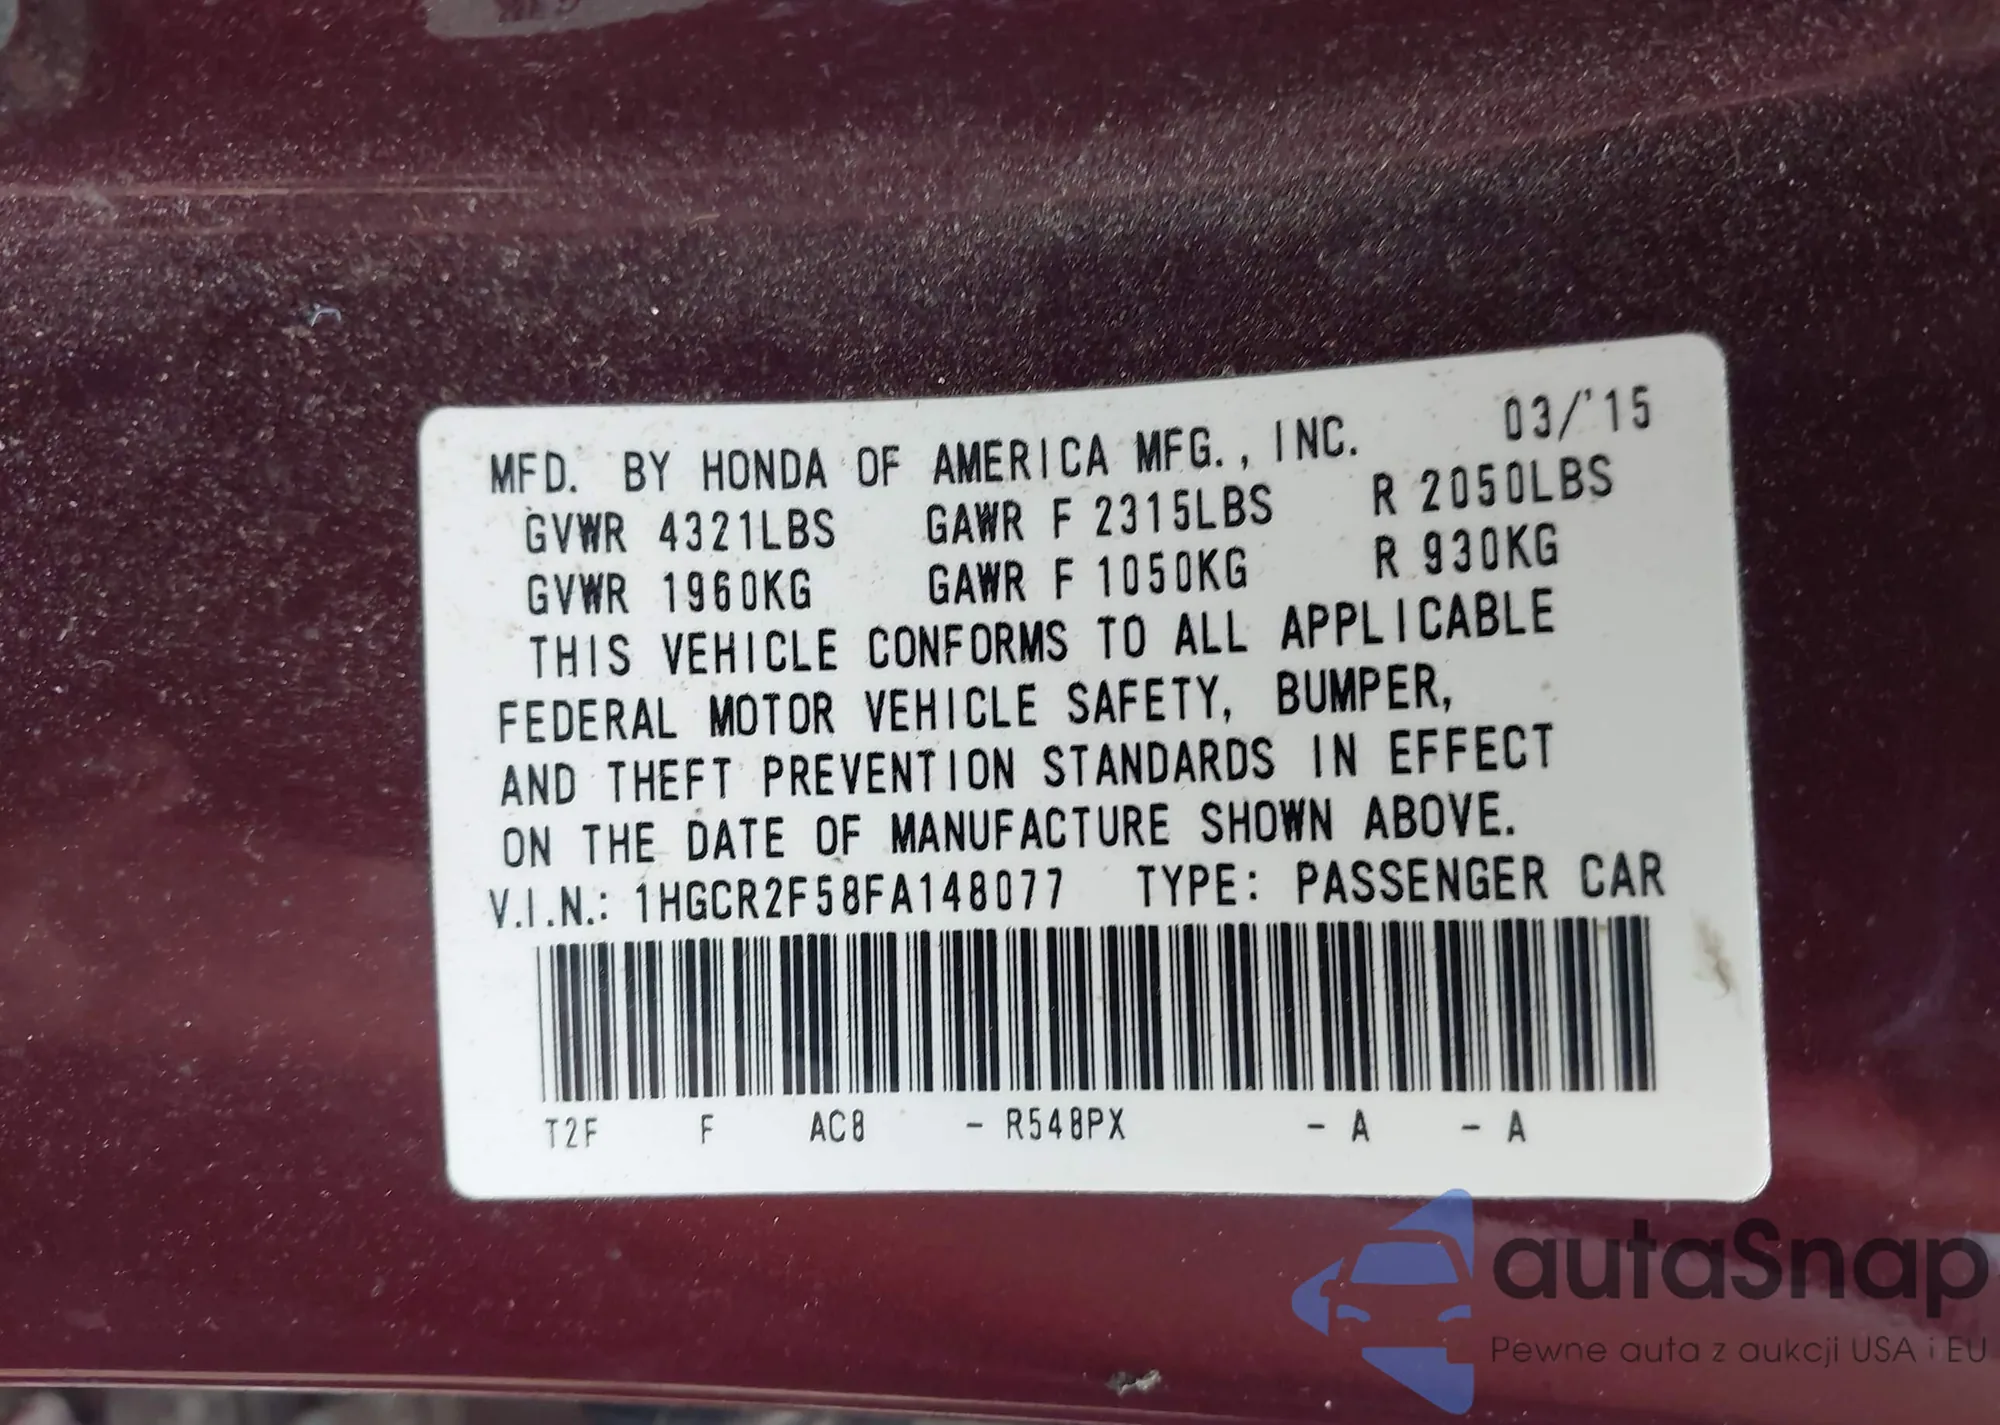 MFD. BY HONDA OF AMERICA MFG., INC. 03/'15
GVWR 4321LBS GAWR F 2315LBS R 2050LBS
GVWR 1960KG GAWR F 1050KG R 930KG
THIS VEHICLE CONFORMS TO ALL APPLICABLE
FEDERAL MOTOR VEHICLE SAFETY, BUMPER,
AND THEFT PREVENTION STANDARDS IN EFFECT
ON THE DATE OF MANUFACTURE SHOWN ABOVE.
V.I.N.: 1HGCR2F58FA148077 TYPE: PASSENGER CAR
T2F F AC8 - R548PX - A - A
autaSnap
Pewne auta z aukcji USA i EU